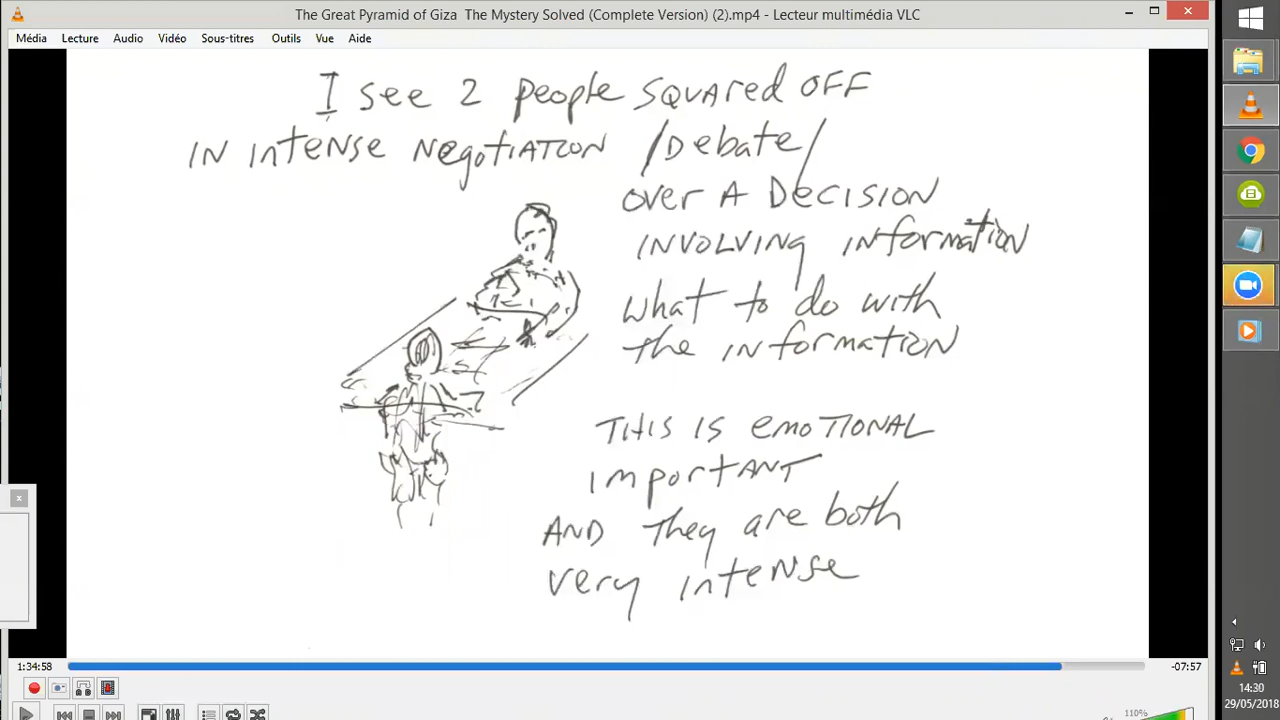 The Great Pyramid of Giza The Mystery Solved (Complete Version) (2).mp4 - Lecteur multimédia VLC
Média Lecture Audio Vidéo Sous-titres Outils Vue Aide
I see 2 people SQUARED OFF
IN INTENSE NEGOTIATION /Debate/
over A DECISION
INVOLVING INformation
what to do with
the INformation
THIS IS emOTIONAL
important
AND they are both
very intense
1:34:58
-07:57
14:30
110%
29/05/2018